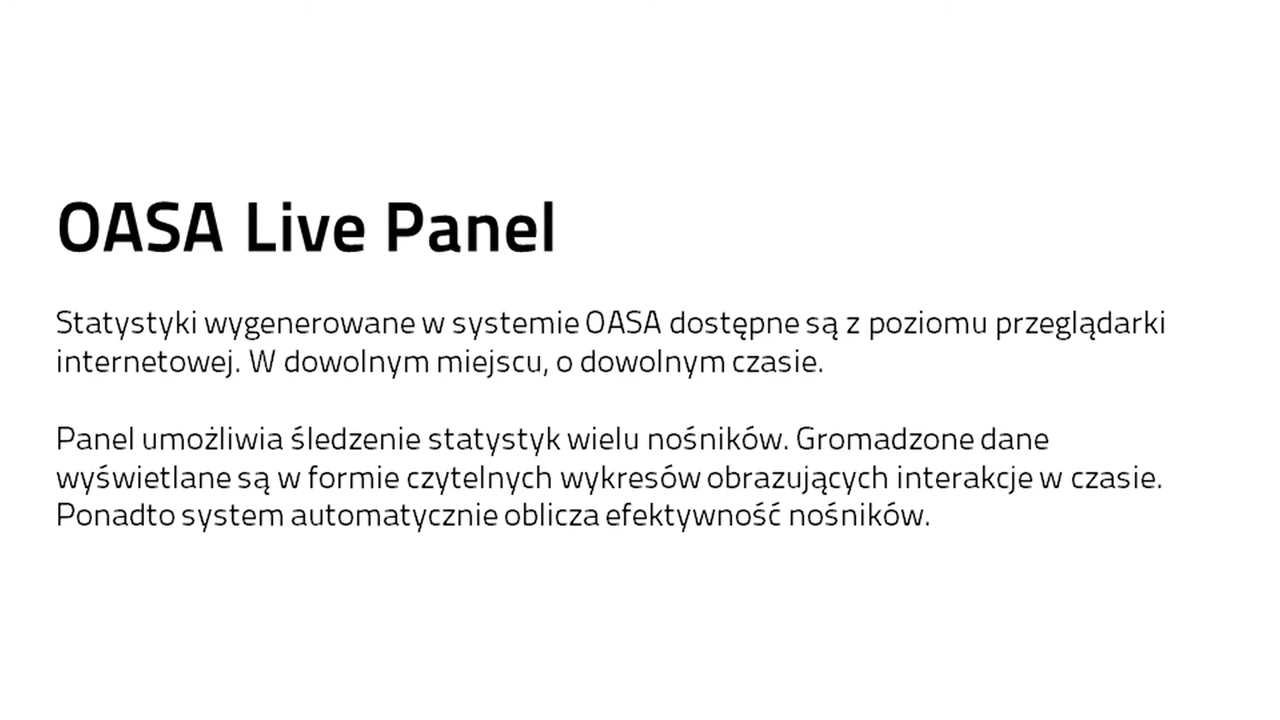 OASA Live Panel
Statystyki wygenerowane w systemie OASA dostępne są z poziomu przeglądarki
internetowej. W dowolnym miejscu, o dowolnym czasie.
Panel umożliwia śledzenie statystyk wielu nośników. Gromadzone dane
wyświetlane są w formie czytelnych wykresów obrazujących interakcje w czasie.
Ponadto system automatycznie oblicza efektywność nośników.